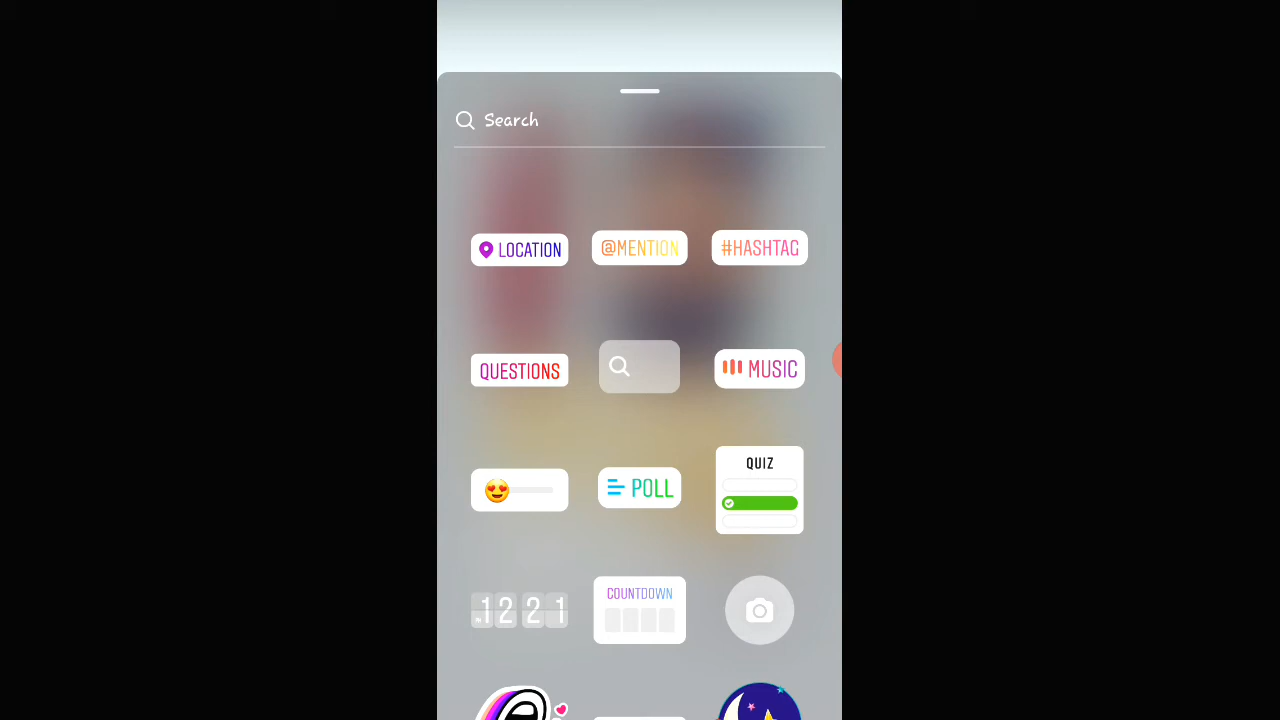 Search
LOCATION
@MENTION
#HASHTAG
QUESTIONS
MUSIC
POLL
QUIZ
12 21
COUNTDOWN